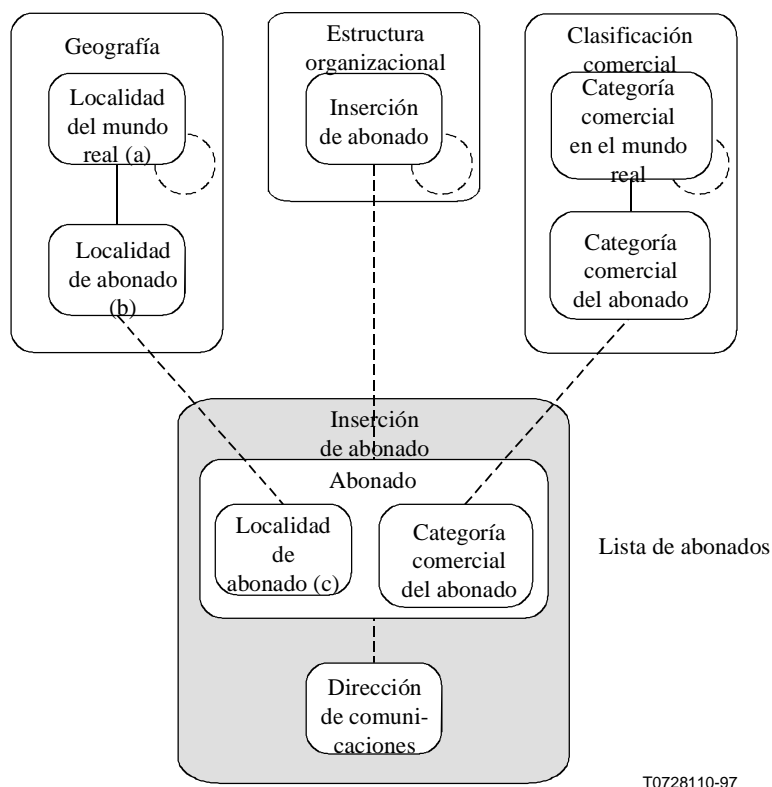 Geografía
Localidad
del mundo
real (a)
Localidad
de abonado
(b)
Estructura
organizacional
Inserción
de abonado
Clasificación
comercial
Categoría
comercial
en el mundo
real
Categoría
comercial
del abonado
Inserción
de abonado
Abonado
Localidad
de
abonado (c)
Categoría
comercial
del abonado
Lista de abonados
Dirección
de comuni-
caciones
T0728110-97